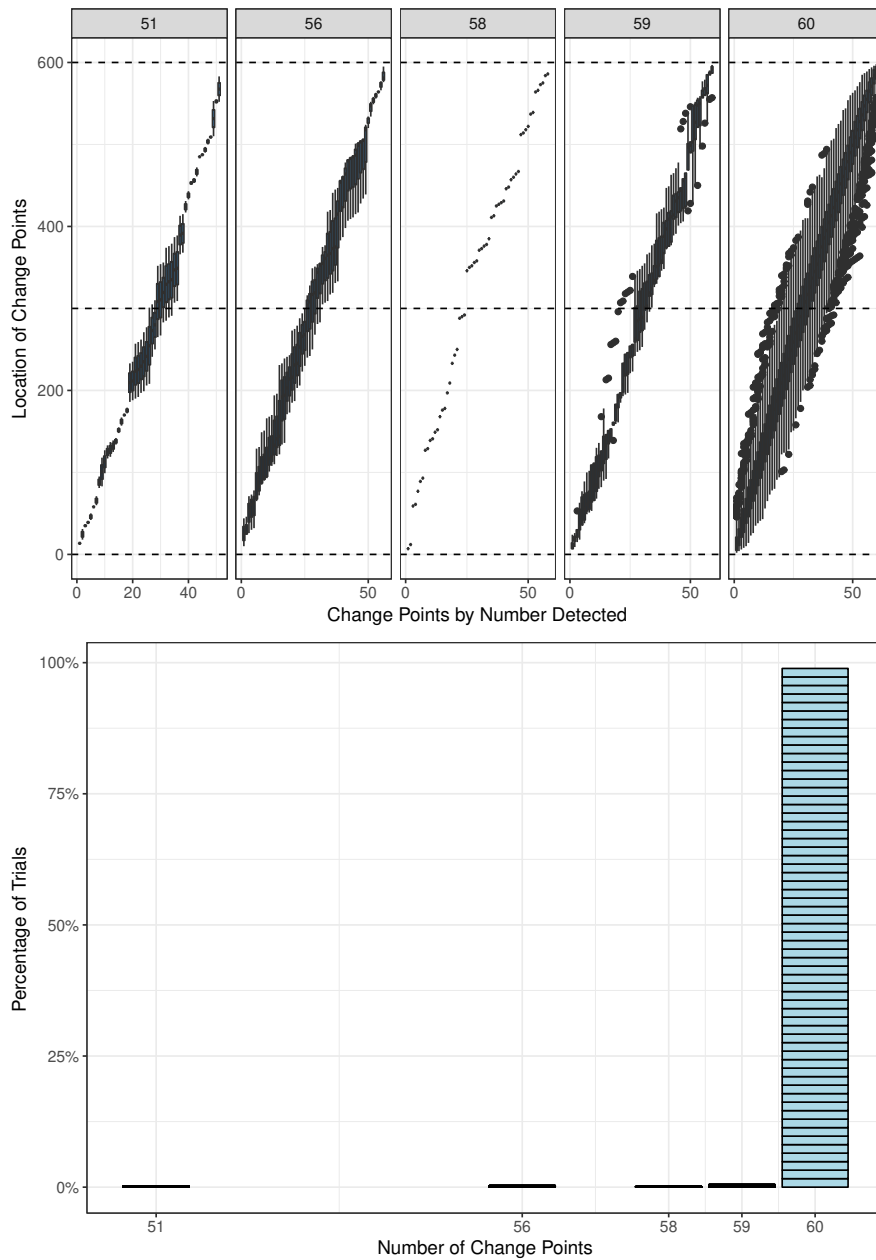 51 56 58 59 60
600
400
200
0
Location of Change Points
0 20 40 0 50 0 50 0 50 0 50
Change Points by Number Detected
100%
75%
50%
25%
0%
Percentage of Trials
51 56 58 59 60
Number of Change Points